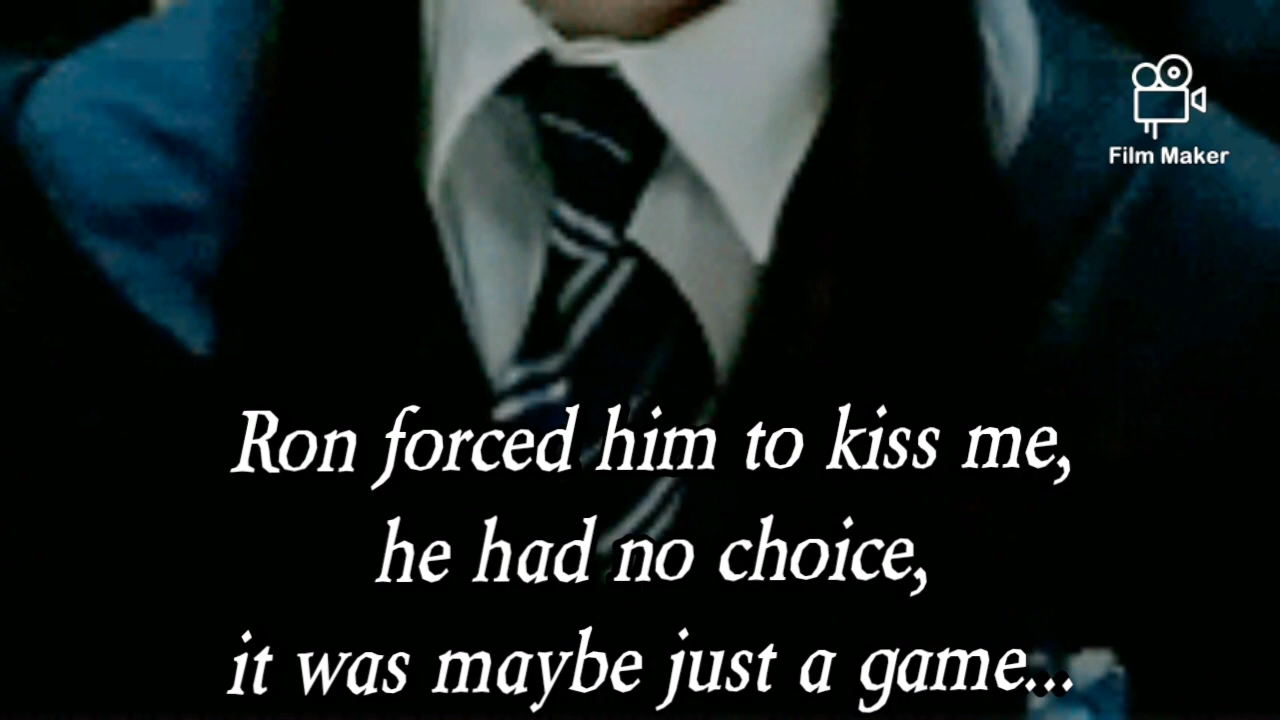 Film Maker
Ron forced him to kiss me,
he had no choice,
it was maybe just a game...